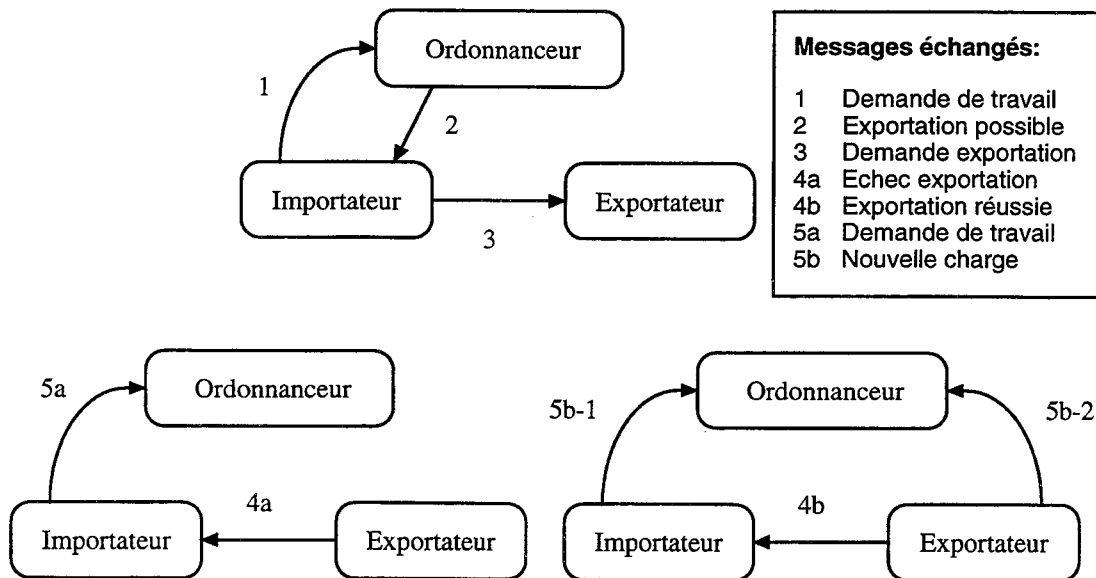 Ordonnanceur
1
2
Importateur
Exportateur
3
Messages échangés:
1 Demande de travail
2 Exportation possible
3 Demande exportation
4a Echec exportation
4b Exportation réussie
5a Demande de travail
5b Nouvelle charge
5a
Ordonnanceur
4a
Importateur
Exportateur
5b-1
Ordonnanceur
5b-2
4b
Importateur
Exportateur